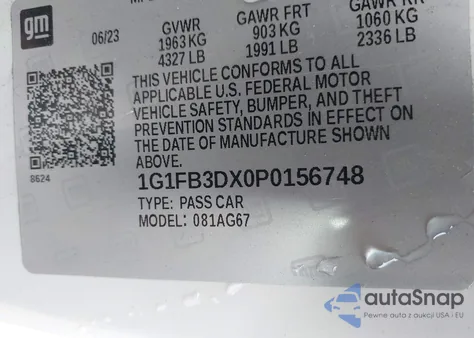 gm
06/23
GVWR
1963 KG
4327 LB
GAWR FRT
903 KG
1991 LB
GAWR RR
1060 KG
2336 LB
THIS VEHICLE CONFORMS TO ALL
APPLICABLE U.S. FEDERAL MOTOR
VEHICLE SAFETY, BUMPER, AND THEFT
PREVENTION STANDARDS IN EFFECT ON
THE DATE OF MANUFACTURE SHOWN
ABOVE.
8624
1G1FB3DX0P0156748
TYPE: PASS CAR
MODEL: 081AG67
autoSnap
Pewne auta z aukcji USA i EU